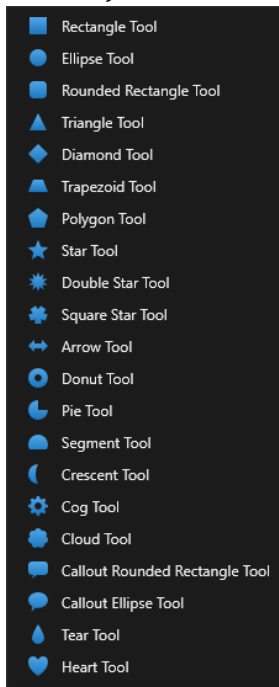 Rectangle Tool
Ellipse Tool
Rounded Rectangle Tool
Triangle Tool
Diamond Tool
Trapezoid Tool
Polygon Tool
Star Tool
Double Star Tool
Square Star Tool
Arrow Tool
Donut Tool
Pie Tool
Segment Tool
Crescent Tool
Cog Tool
Cloud Tool
Callout Rounded Rectangle Tool
Callout Ellipse Tool
Tear Tool
Heart Tool